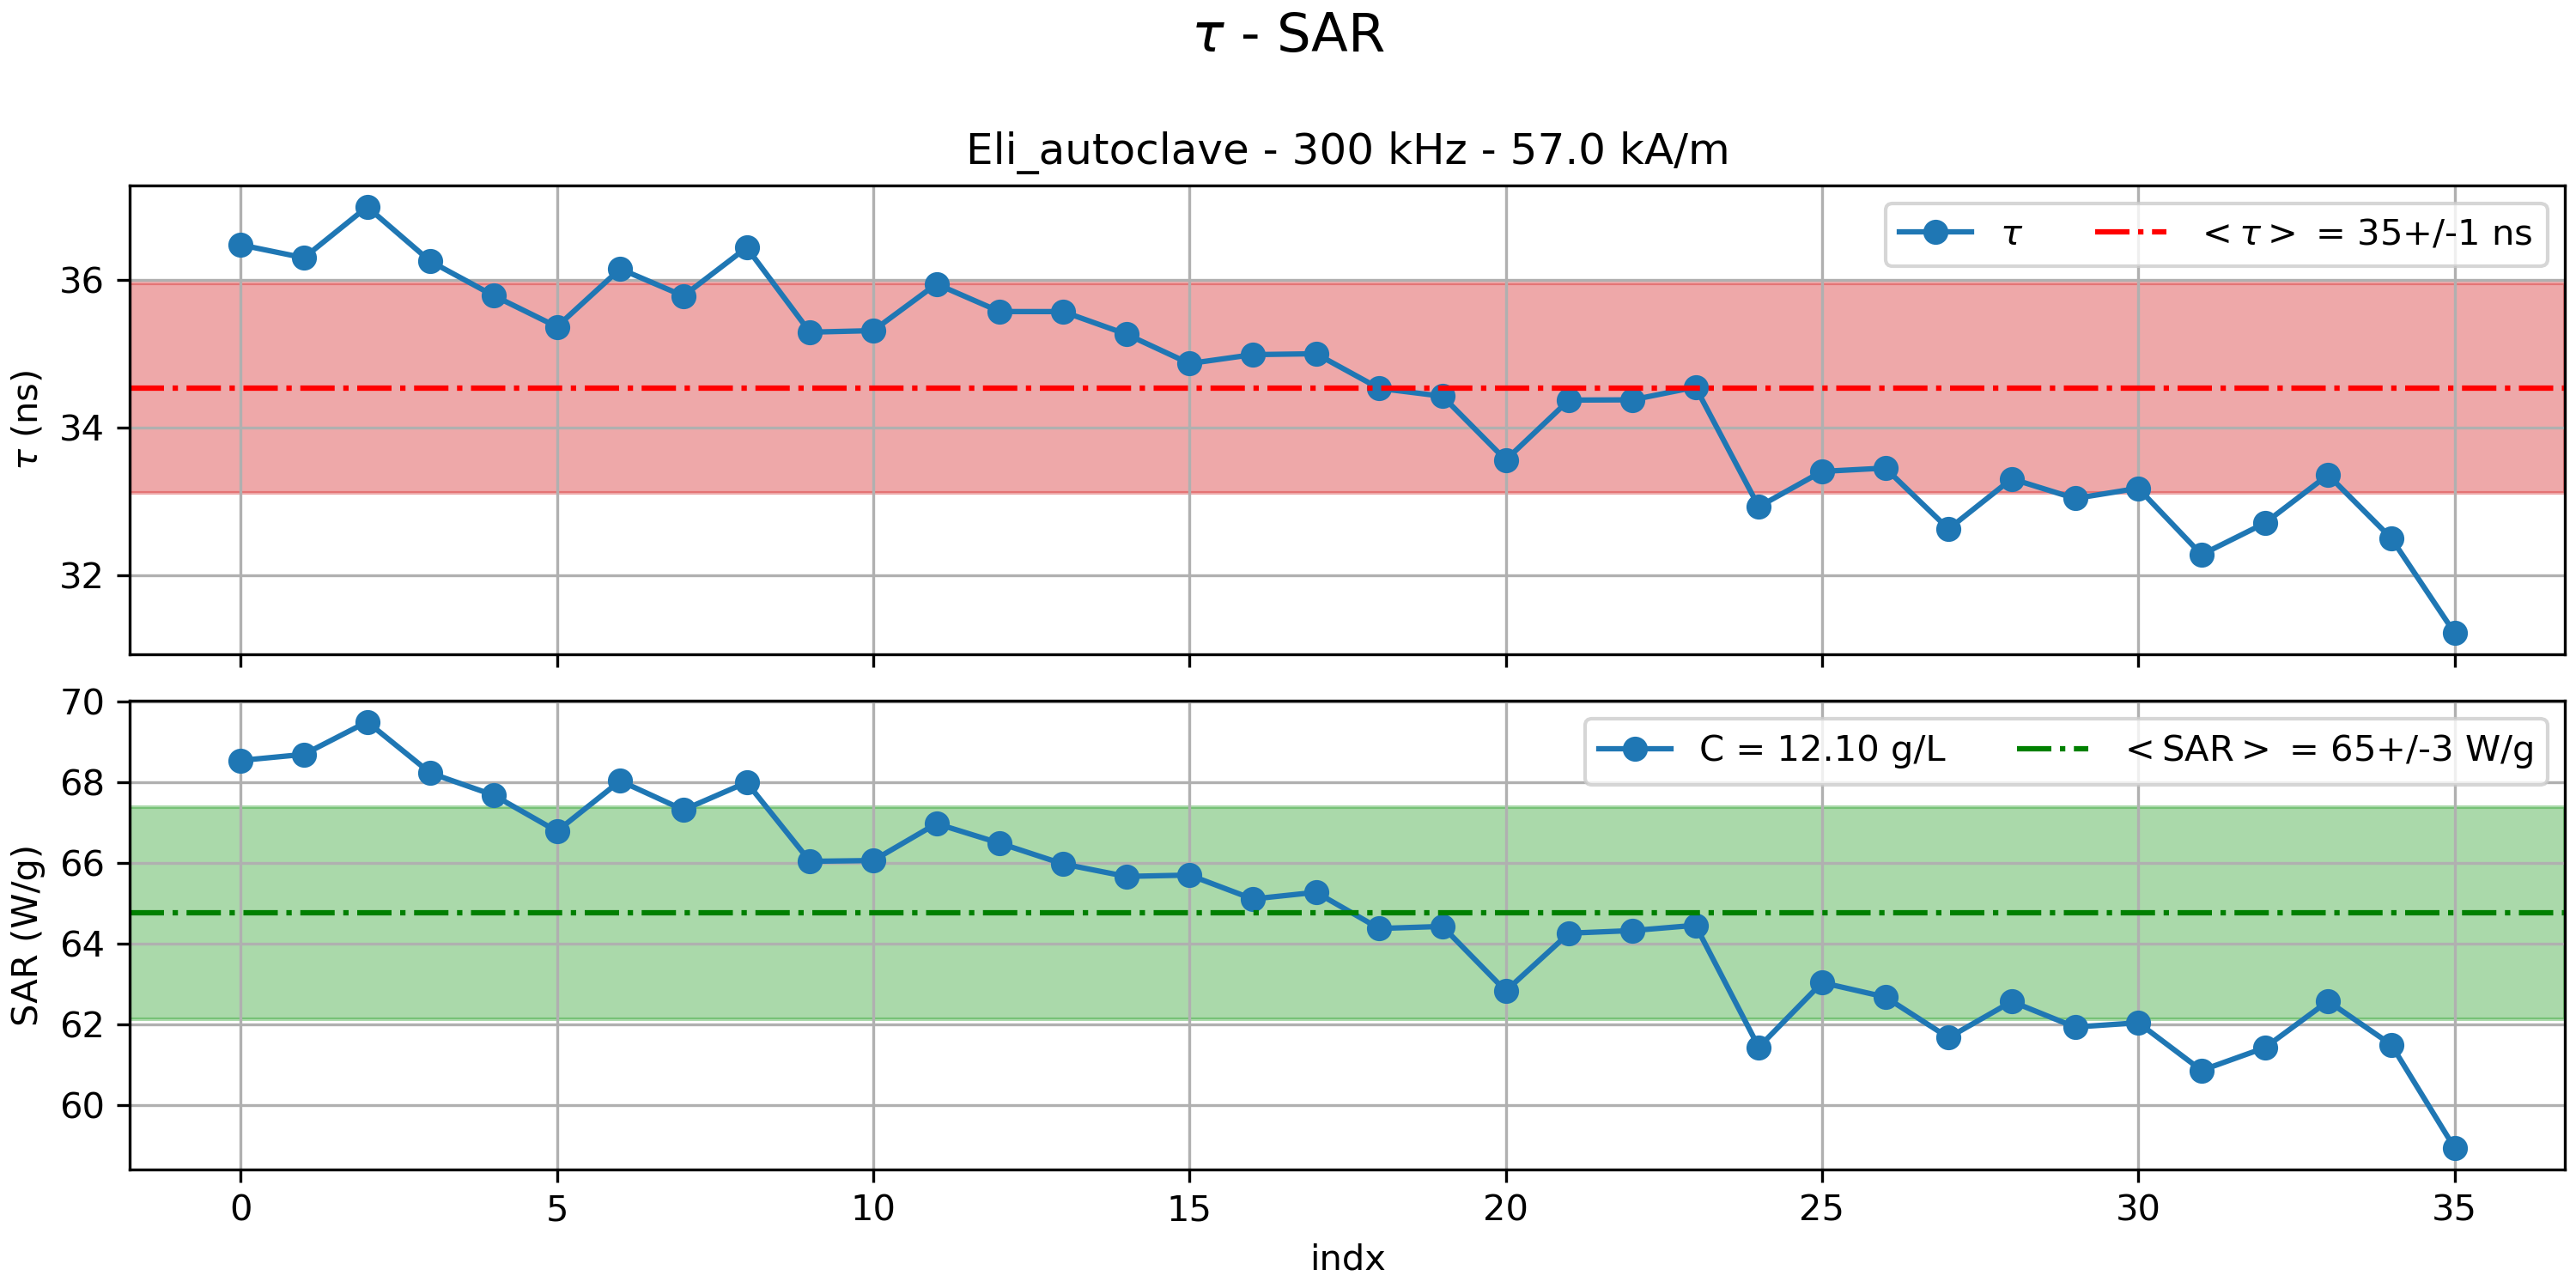 τ - SAR
Eli_autoclave - 300 kHz - 57.0 kA/m
τ
<τ> = 35+/-1 ns
36
34
32
τ (ns)
C = 12.10 g/L
<SAR> = 65+/-3 W/g
70
68
66
64
62
60
SAR (W/g)
0 5 10 15 20 25 30 35
indx